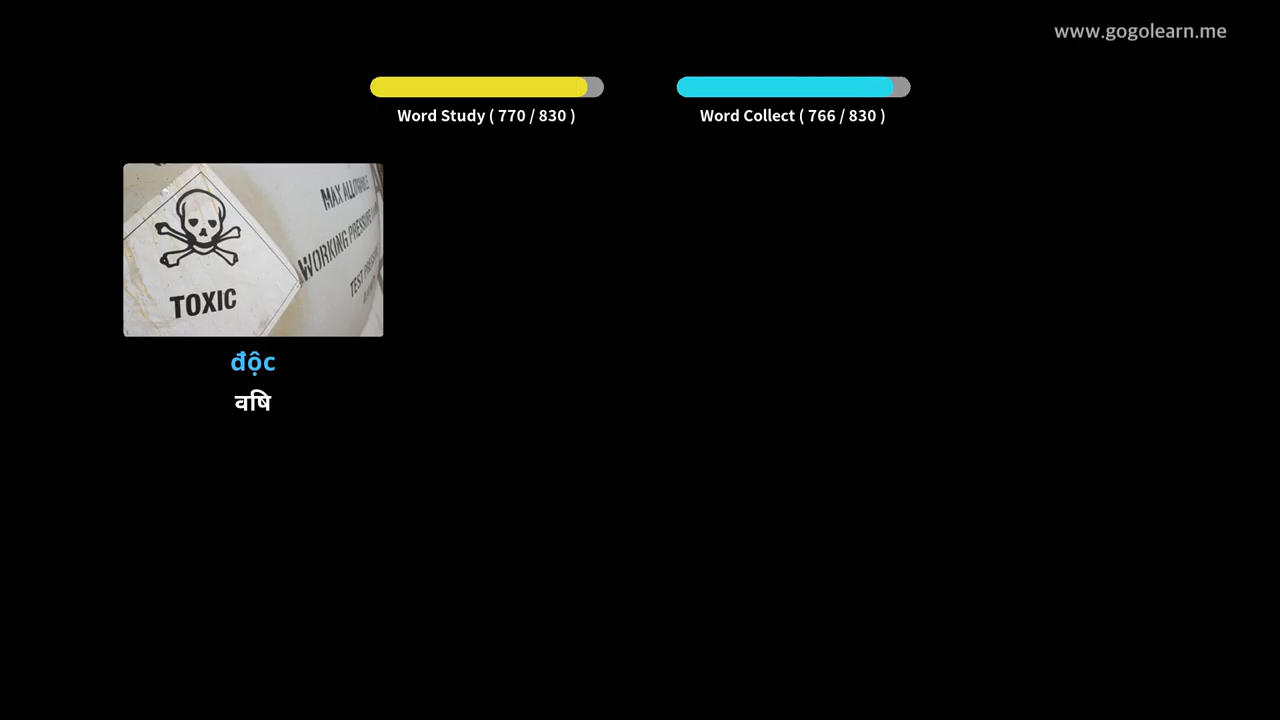 www.gogolearn.me
Word Study ( 770 / 830 )
Word Collect ( 766 / 830 )
MAX ALLOWABLE
WORKING PRESSURE
TEST
TOXIC
độc
वषि